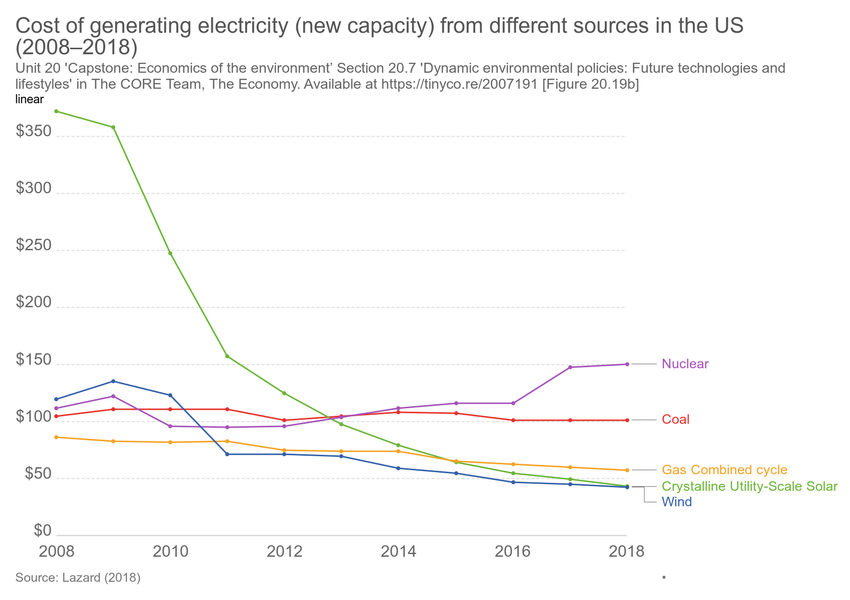 Cost of generating electricity (new capacity) from different sources in the US
(2008–2018)
Unit 20 'Capstone: Economics of the environment' Section 20.7 'Dynamic environmental policies: Future technologies and
lifestyles' in The CORE Team, The Economy. Available at https://tinyco.re/2007191 [Figure 20.19b]
linear
$350
$300
$250
$200
$150
Nuclear
$100
Coal
Gas Combined cycle
$50
Crystalline Utility-Scale Solar
Wind
$0
2008 2010 2012 2014 2016 2018
Source: Lazard (2018)